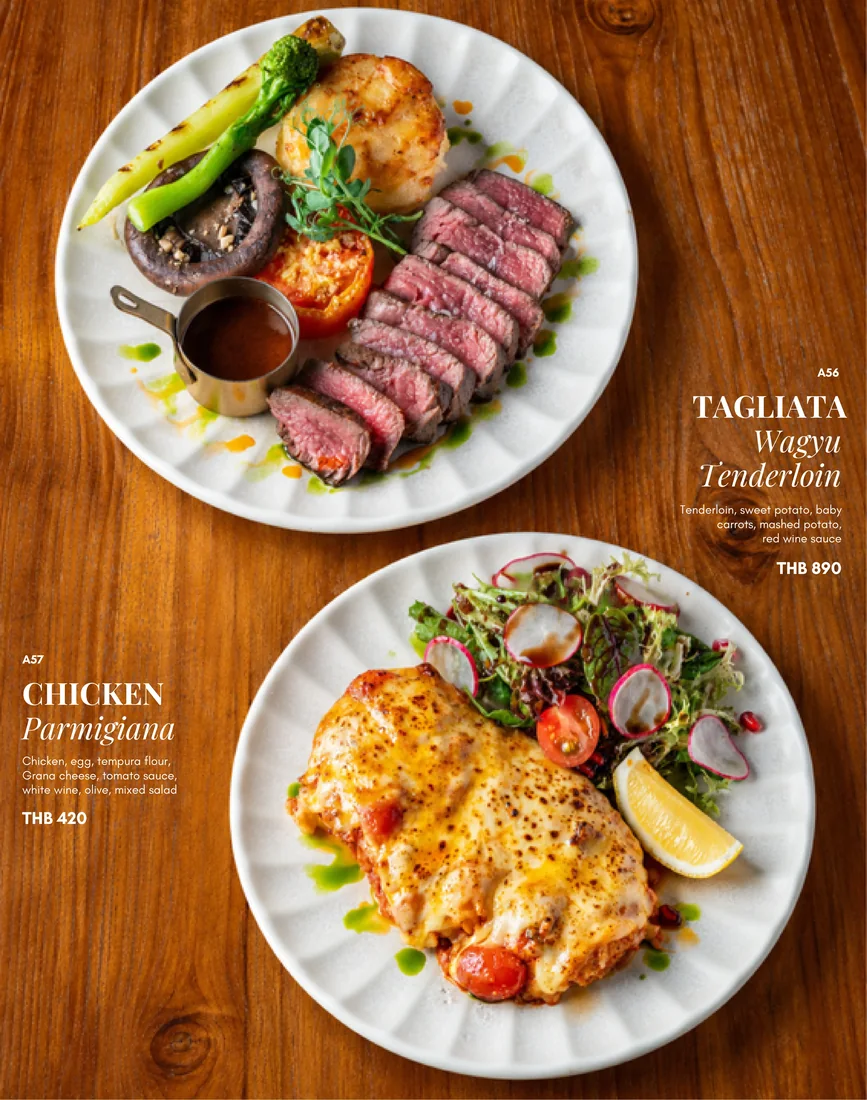 A56
TAGLIATA
Wagyu
Tenderloin
Tenderloin, sweet potato, baby
carrots, mashed potato,
red wine sauce
THB 890
A57
CHICKEN
Parmigiana
Chicken, egg, tempura flour,
Grana cheese, tomato sauce,
white wine, olive, mixed salad
THB 420